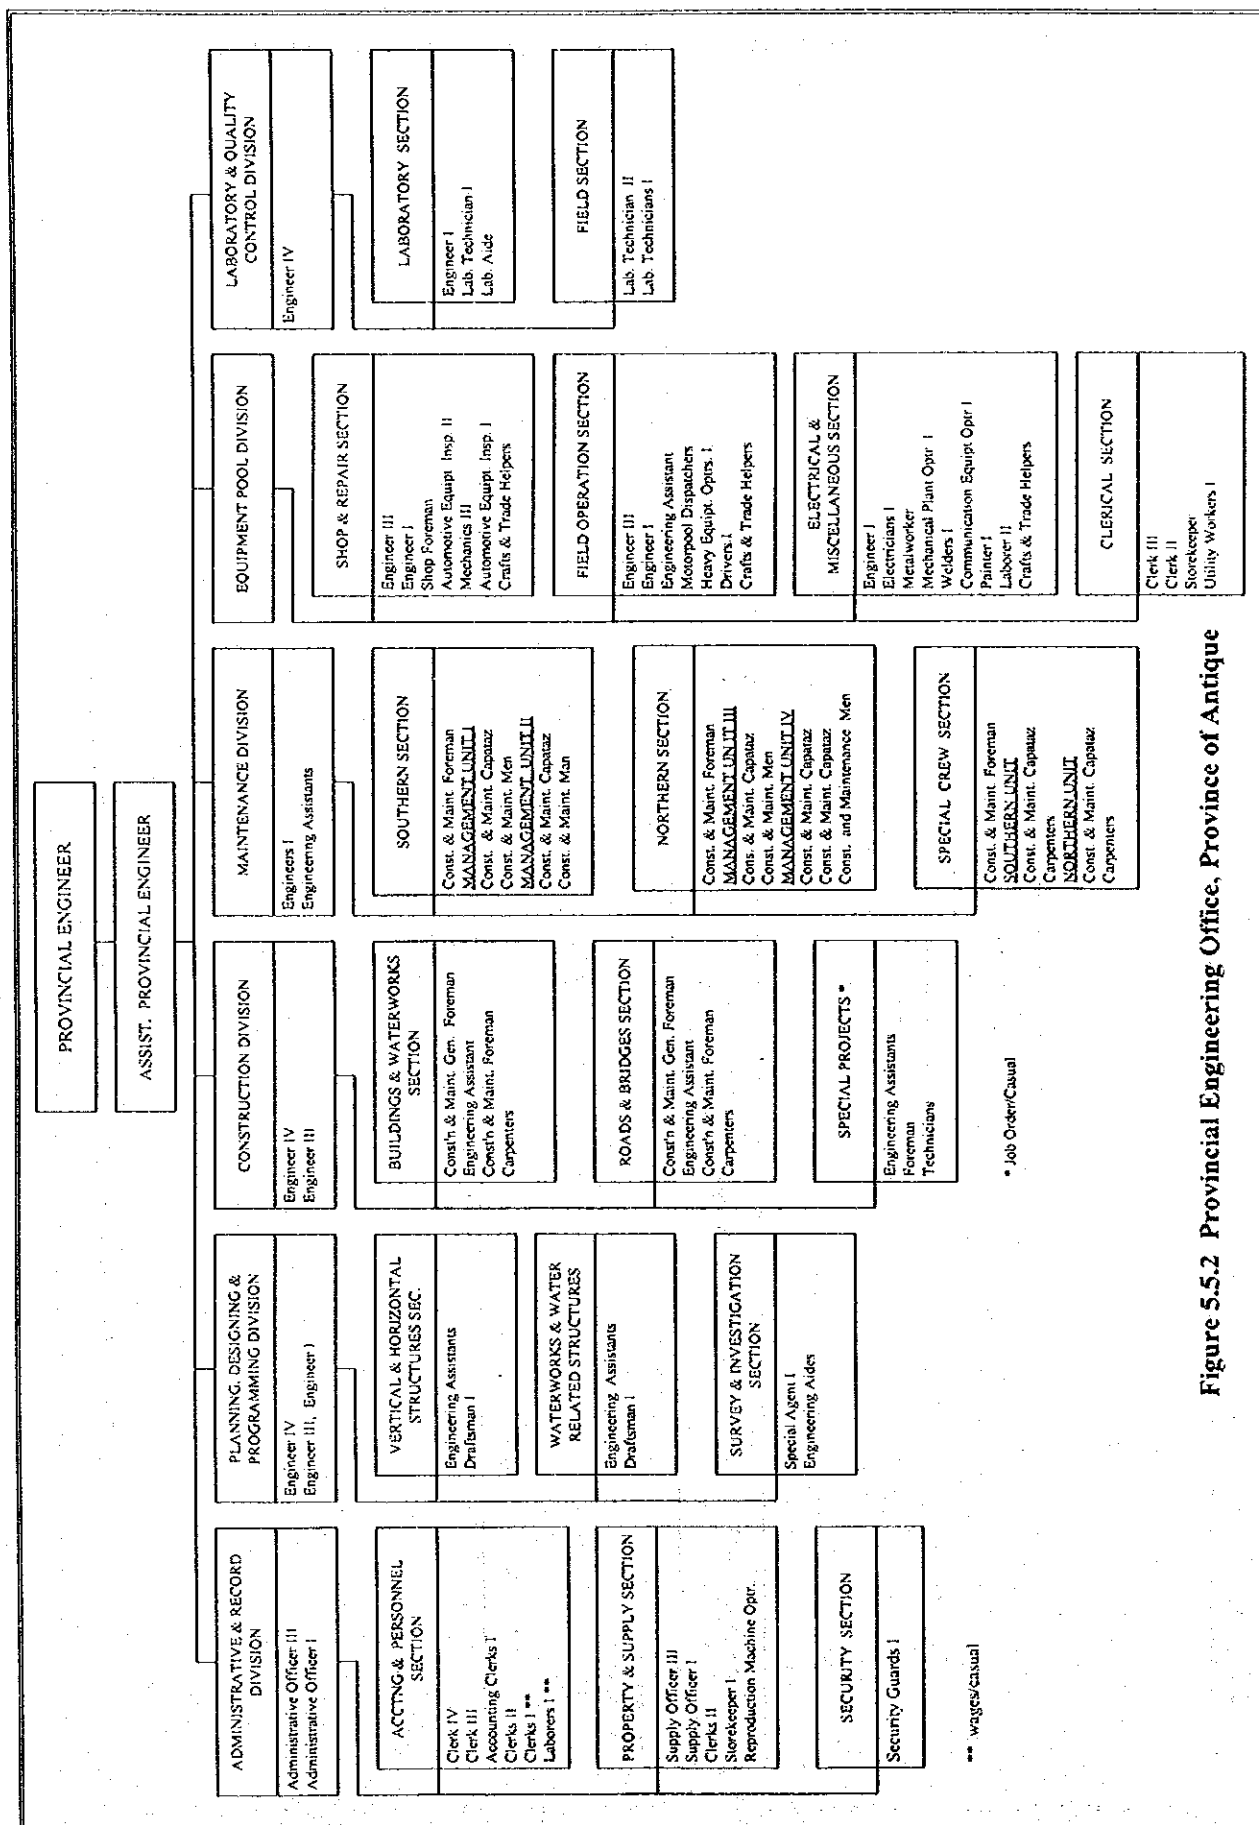 PROVINCIAL ENGINEER
ASSIST. PROVINCIAL ENGINEER
ADMINISTRATIVE & RECORD
DIVISION
Administrative Officer III
Administrative Officer I
ACCTNG & PERSONNEL
SECTION
Clerk IV
Clerk III
Accounting Clerks I
Clerks II
Clerks I **
Laborers I **
PROPERTY & SUPPLY SECTION
Supply Officer III
Supply Officer I
Clerks II
Storekeeper I
Reproduction Machine Optr.
SECURITY SECTION
Security Guards I
** wages/casual
PLANNING, DESIGNING &
PROGRAMMING DIVISION
Engineer IV
Engineer III, Engineer I
VERTICAL & HORIZONTAL
STRUCTURES SEC.
Engineering Assistants
Draftsman I
WATERWORKS & WATER
RELATED STRUCTURES
Engineering Assistants
Draftsman I
SURVEY & INVESTIGATION
SECTION
Special Agent I
Engineering Aides
CONSTRUCTION DIVISION
Engineer IV
Engineer III
BUILDINGS & WATERWORKS
SECTION
Const'n & Maint. Gen. Foreman
Engineering Assistant
Const'n & Maint. Foreman
Carpenters
ROADS & BRIDGES SECTION
Const'n & Maint. Gen. Foreman
Engineering Assistant
Const'n & Maint. Foreman
Carpenters
SPECIAL PROJECTS *
Engineering Assistants
Foreman
Technicians
* Job Order/Casual
MAINTENANCE DIVISION
Engineers I
Engineering Assistants
SOUTHERN SECTION
Const. & Maint. Foreman
MANAGEMENT UNIT I
Const. & Maint. Capataz
Const. & Maint. Men
MANAGEMENT UNIT II
Const. & Maint. Capataz
Const. & Maint. Man
NORTHERN SECTION
Const. & Maint. Foreman
MANAGEMENT UNIT III
Cons. & Maint. Capataz
Const. & Maint. Men
MANAGEMENT UNIT IV
Const. & Maint. Capataz
Const. & Maint. Capataz
Const. and Maintenance Men
SPECIAL CREW SECTION
Const. & Maint. Foreman
SOUTHERN UNIT
Const. & Maint. Capataz
Carpenters
NORTHERN UNIT
Const. & Maint. Capataz
Carpenters
EQUIPMENT POOL DIVISION
SHOP & REPAIR SECTION
Engineer III
Engineer I
Shop Foreman
Automotive Equipt Insp. II
Mechanics III
Automotive Equipt. Insp. I
Crafts & Trade Helpers
FIELD OPERATION SECTION
Engineer III
Engineer I
Engineering Assistant
Motorpool Dispatchers
Heavy Equipt. Optrs. I
Drivers I
Crafts & Trade Helpers
ELECTRICAL &
MISCELLANEOUS SECTION
Engineer I
Electricians I
Metalworker
Mechanical Plant Optr I
Welders I
Communication Equipt Optr I
Painter I
Laborer II
Crafts & Trade Helpers
CLERICAL SECTION
Clerk III
Clerk II
Storekeeper
Utility Workers I
LABORATORY & QUALITY
CONTROL DIVISION
Engineer IV
LABORATORY SECTION
Engineer I
Lab. Technician I
Lab. Aide
FIELD SECTION
Lab. Technician II
Lab. Technicians I
Figure 5.5.2 Provincial Engineering Office, Province of Antique